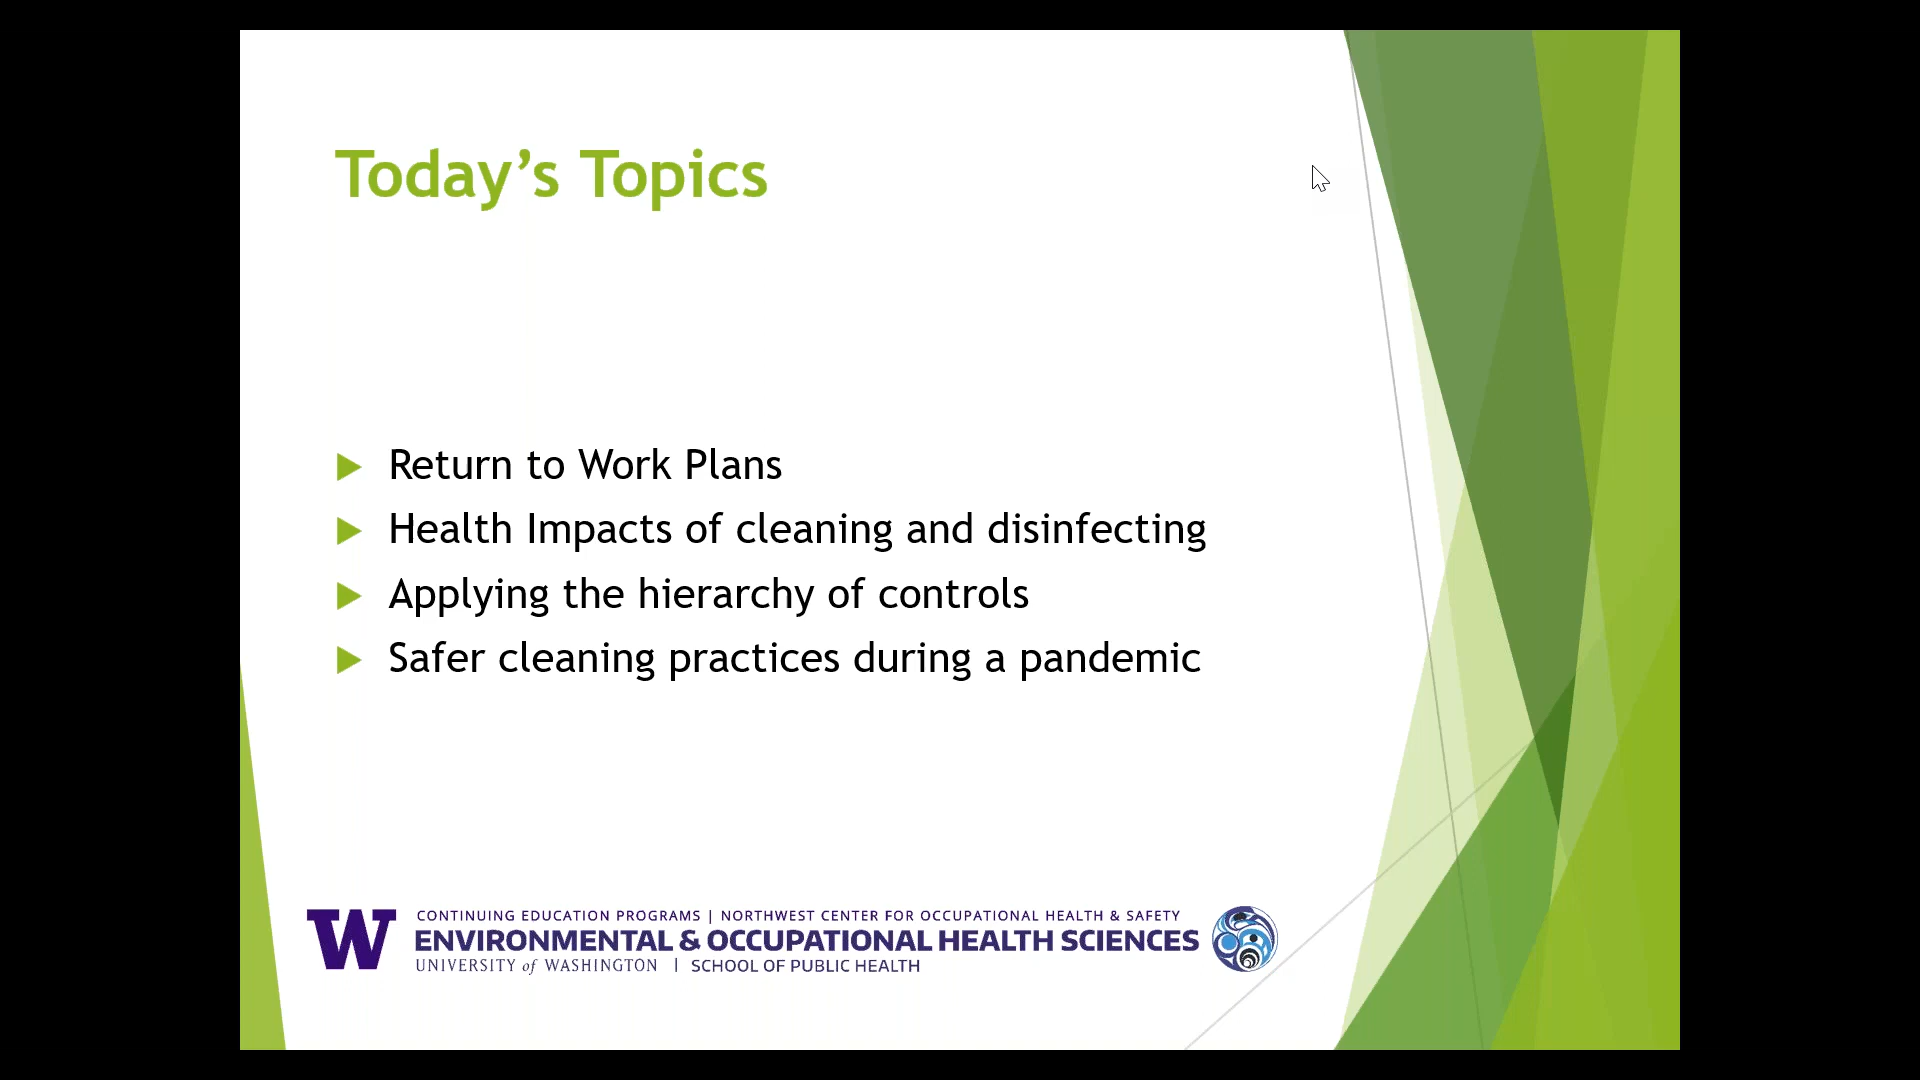 Today’s Topics
Return to Work Plans
Health Impacts of cleaning and disinfecting
Applying the hierarchy of controls
Safer cleaning practices during a pandemic
W
CONTINUING EDUCATION PROGRAMS | NORTHWEST CENTER FOR OCCUPATIONAL HEALTH & SAFETY
ENVIRONMENTAL & OCCUPATIONAL HEALTH SCIENCES
UNIVERSITY of WASHINGTON | SCHOOL OF PUBLIC HEALTH